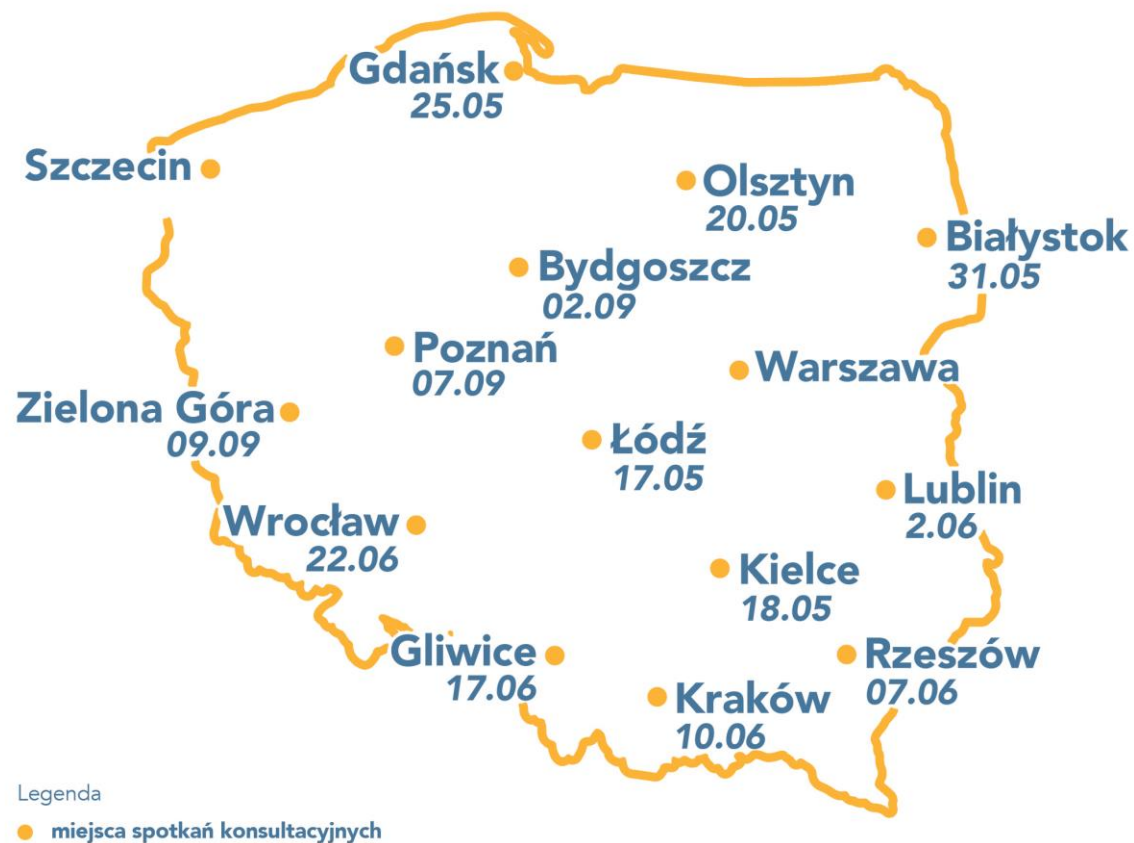 Gdańsk
25.05
Szczecin
Olsztyn
20.05
Białystok
31.05
Bydgoszcz
02.09
Poznań
07.09
Warszawa
Zielona Góra
09.09
Łódź
17.05
Lublin
2.06
Wrocław
22.06
Kielce
18.05
Gliwice
17.06
Rzeszów
07.06
Kraków
10.06
Legenda
miejsca spotkań konsultacyjnych